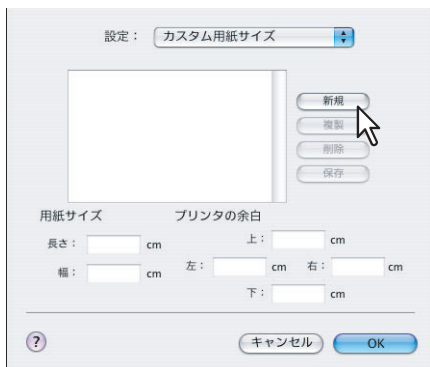 設定： カスタム用紙サイズ
新規
複製
削除
保存
用紙サイズ プリンタの余白
長さ： cm 上： cm
左： cm 右： cm
幅： cm
下： cm
? キャンセル OK